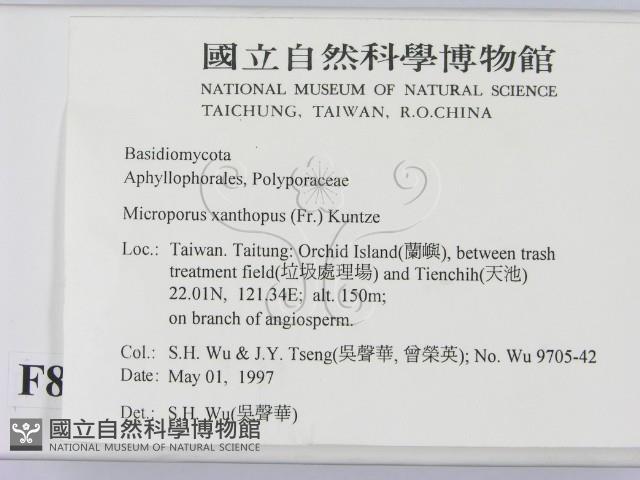 國立自然科學博物館
NATIONAL MUSEUM OF NATURAL SCIENCE
TAICHUNG, TAIWAN, R.O.CHINA
Basidiomycota
Aphyllophorales, Polyporaceae
Microporus xanthopus (Fr.) Kuntze
Loc.: Taiwan. Taitung: Orchid Island(蘭嶼), between trash
treatment field(垃圾處理場) and Tienchih(天池)
22.01N, 121.34E; alt. 150m;
on branch of angiosperm.
Col.: S.H. Wu & J.Y. Tseng(吳聲華, 曾榮英); No. Wu 9705-42
Date: May 01, 1997
Det.: S.H. Wu(吳聲華)
F8
國立自然科學博物館
NATIONAL MUSEUM OF NATURAL SCIENCE